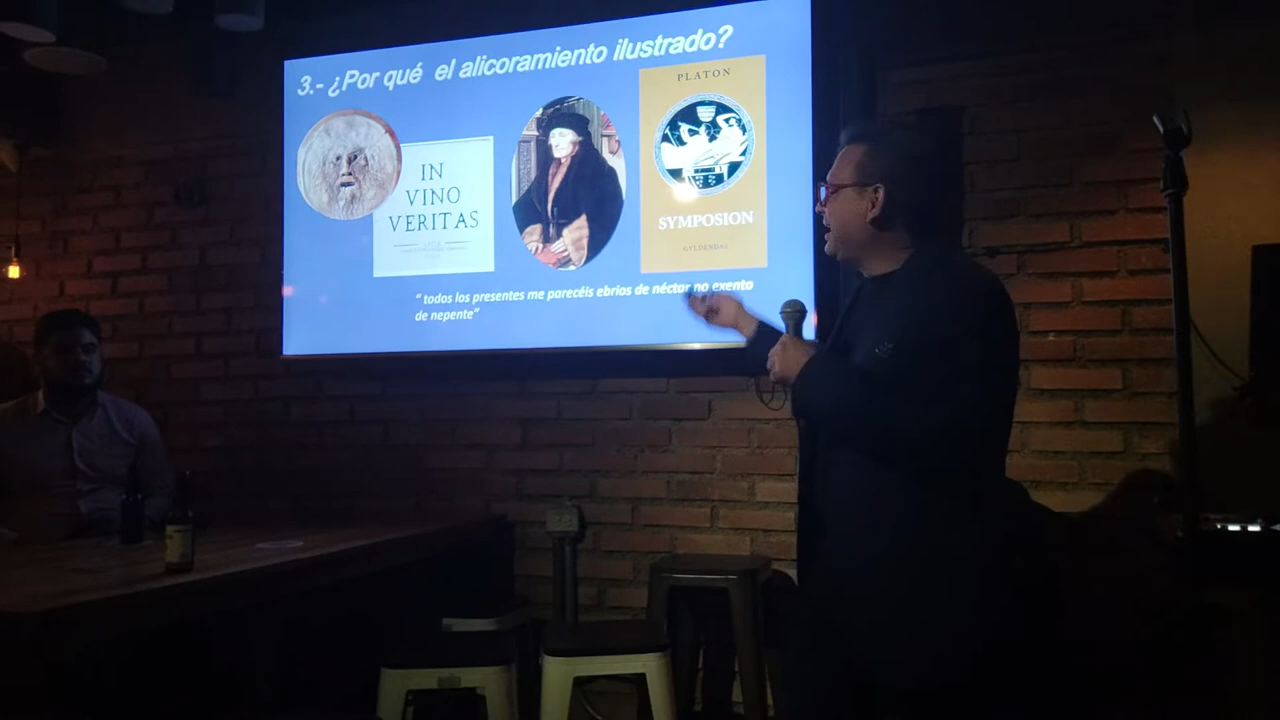 3.- ¿Por qué el alicoramiento ilustrado?
IN
VINO
VERITAS
PLATON
SYMPOSION
GYLDENDAL
“ todos los presentes me parecéis ebrios de néctar no exento
de nepente”